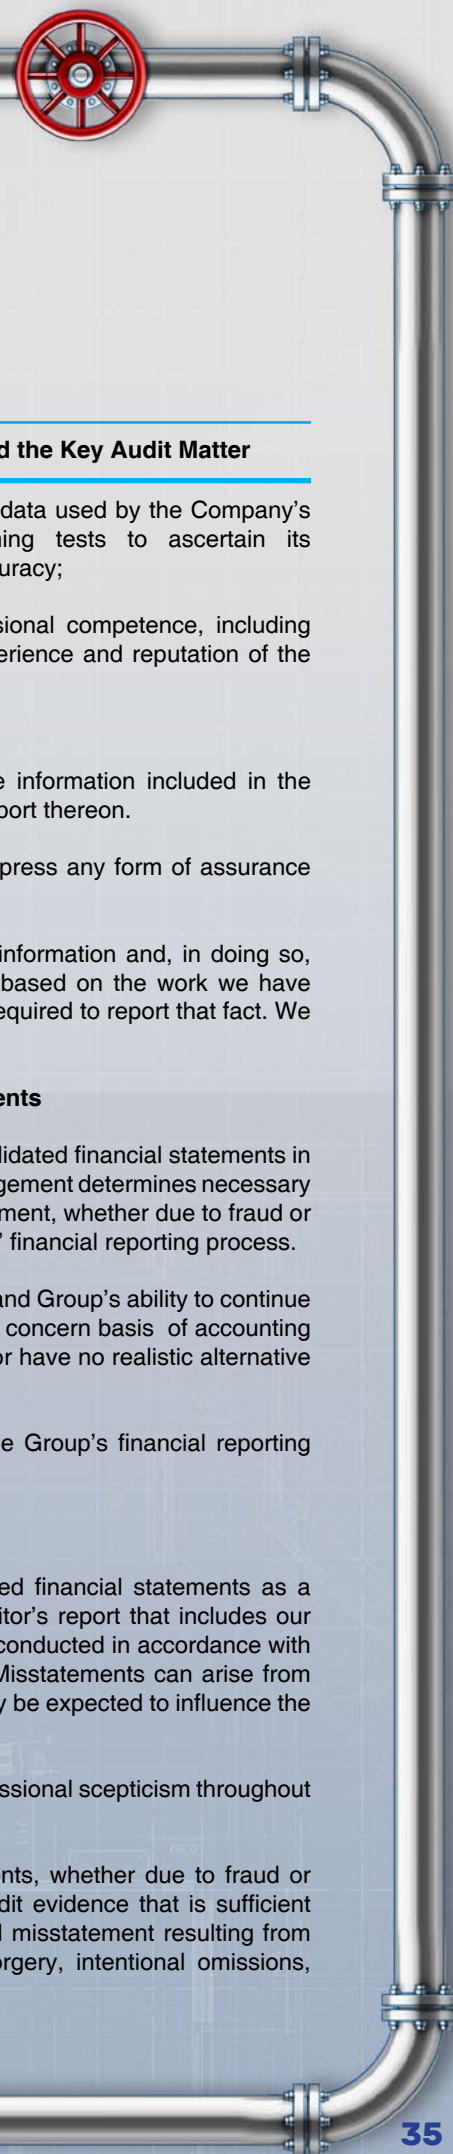 d the Key Audit Matter
data used by the Company's
ning tests to ascertain its
uracy;
sional competence, including
erience and reputation of the
e information included in the
port thereon.
press any form of assurance
information and, in doing so,
based on the work we have
equired to report that fact. We
ents
lidated financial statements in
agement determines necessary
ment, whether due to fraud or
' financial reporting process.
and Group's ability to continue
concern basis of accounting
or have no realistic alternative
e Group's financial reporting
ed financial statements as a
itor's report that includes our
conducted in accordance with
Misstatements can arise from
y be expected to influence the
ssional scepticism throughout
nts, whether due to fraud or
dit evidence that is sufficient
l misstatement resulting from
orgery, intentional omissions,
35